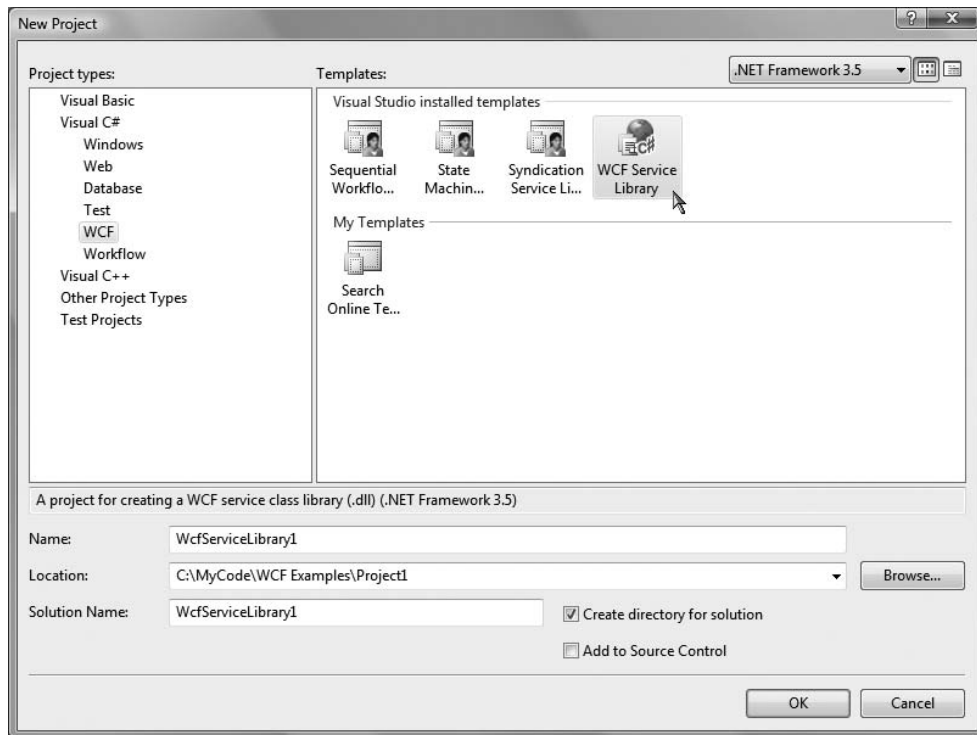 New Project
Project types:
Templates:
.NET Framework 3.5
Visual Basic
Visual C#
Windows
Web
Database
Test
WCF
Workflow
Visual C++
Other Project Types
Test Projects
Visual Studio installed templates
Sequential
Workflo...
State
Machin...
Syndication
Service Li...
WCF Service
Library
My Templates
Search
Online Te...
A project for creating a WCF service class library (.dll) (.NET Framework 3.5)
Name:
WcfServiceLibrary1
Location:
C:\MyCode\WCF Examples\Project1
Browse...
Solution Name:
WcfServiceLibrary1
Create directory for solution
Add to Source Control
OK
Cancel